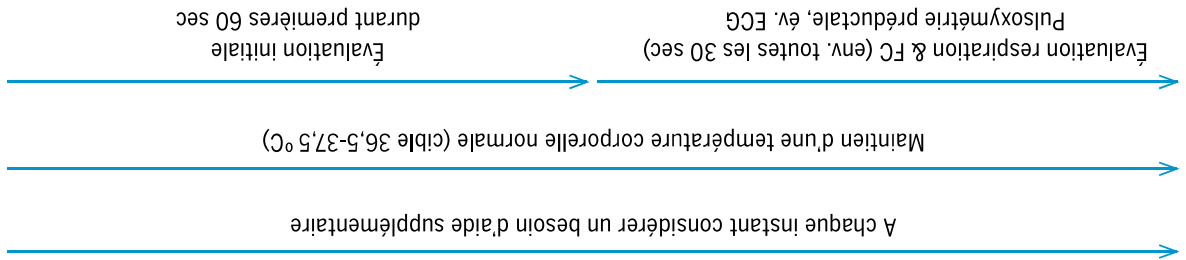 A chaque instant considérer un besoin d'aide supplémentaire
Maintien d'une température corporelle normale (cible 36,5-37,5 ºC)
Évaluation respiration & FC (env. toutes les 30 sec)
Pulsoxymétrie préductale, év. ECG
Évaluation initiale
durant premières 60 sec